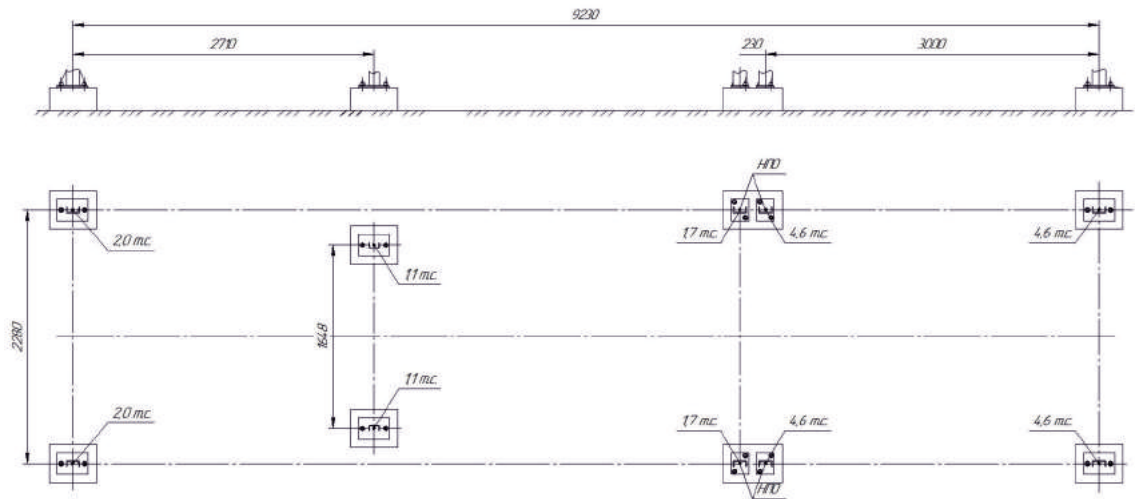 9230
2710
230
3000
НПО
2,0 т.с.
1,7 т.с.
4,6 т.с.
4,6 т.с.
1,1 т.с.
2280
1648
1,1 т.с.
2,0 т.с.
1,7 т.с.
4,6 т.с.
4,6 т.с.
НПО